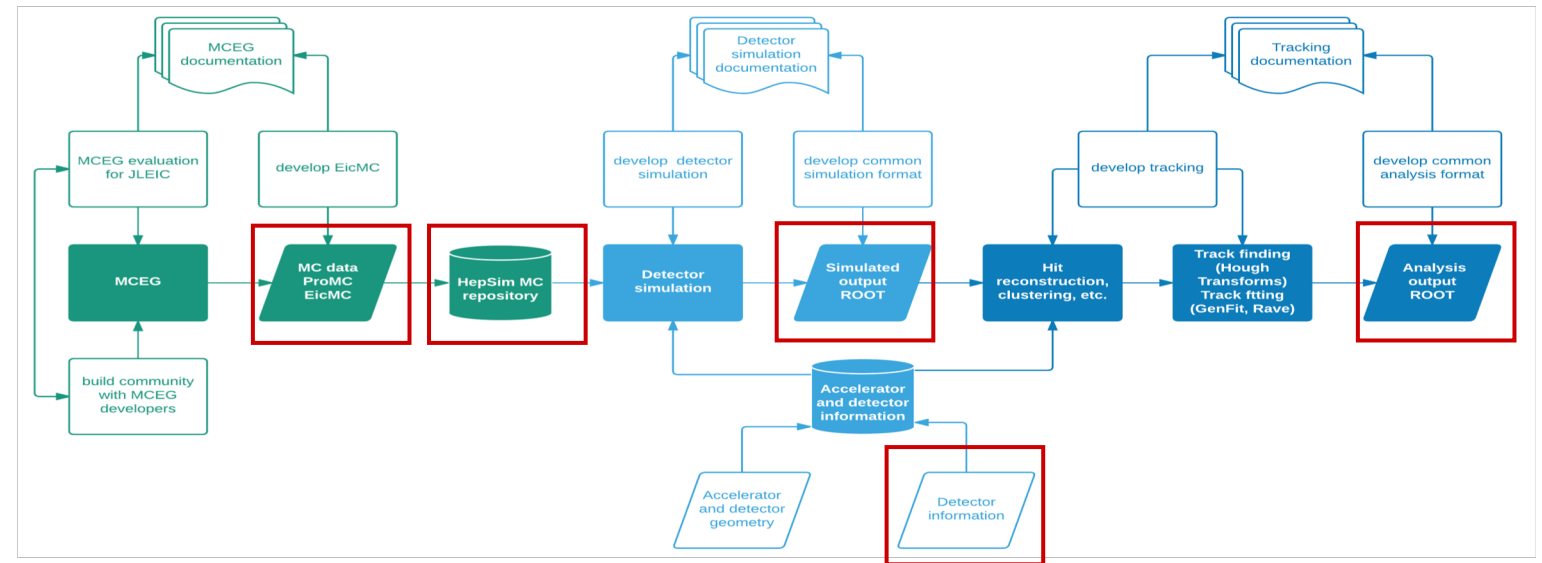 MCEG
documentation
Detector
simulation
documentation
Tracking
documentation
MCEG evaluation
for JLEIC
develop EicMC
develop detector
simulation
develop common
simulation format
develop tracking
develop common
analysis format
MCEG
MC data
ProMC
EicMC
HepSim MC
repository
Detector
simulation
Simulated
output
ROOT
Hit
reconstruction,
clustering, etc.
Track finding
(Hough
Transforms)
Track ftting
(GenFit, Rave)
Analysis
output
ROOT
build community
with MCEG
developers
Accelerator
and detector
information
Accelerator
and detector
geometry
Detector
information